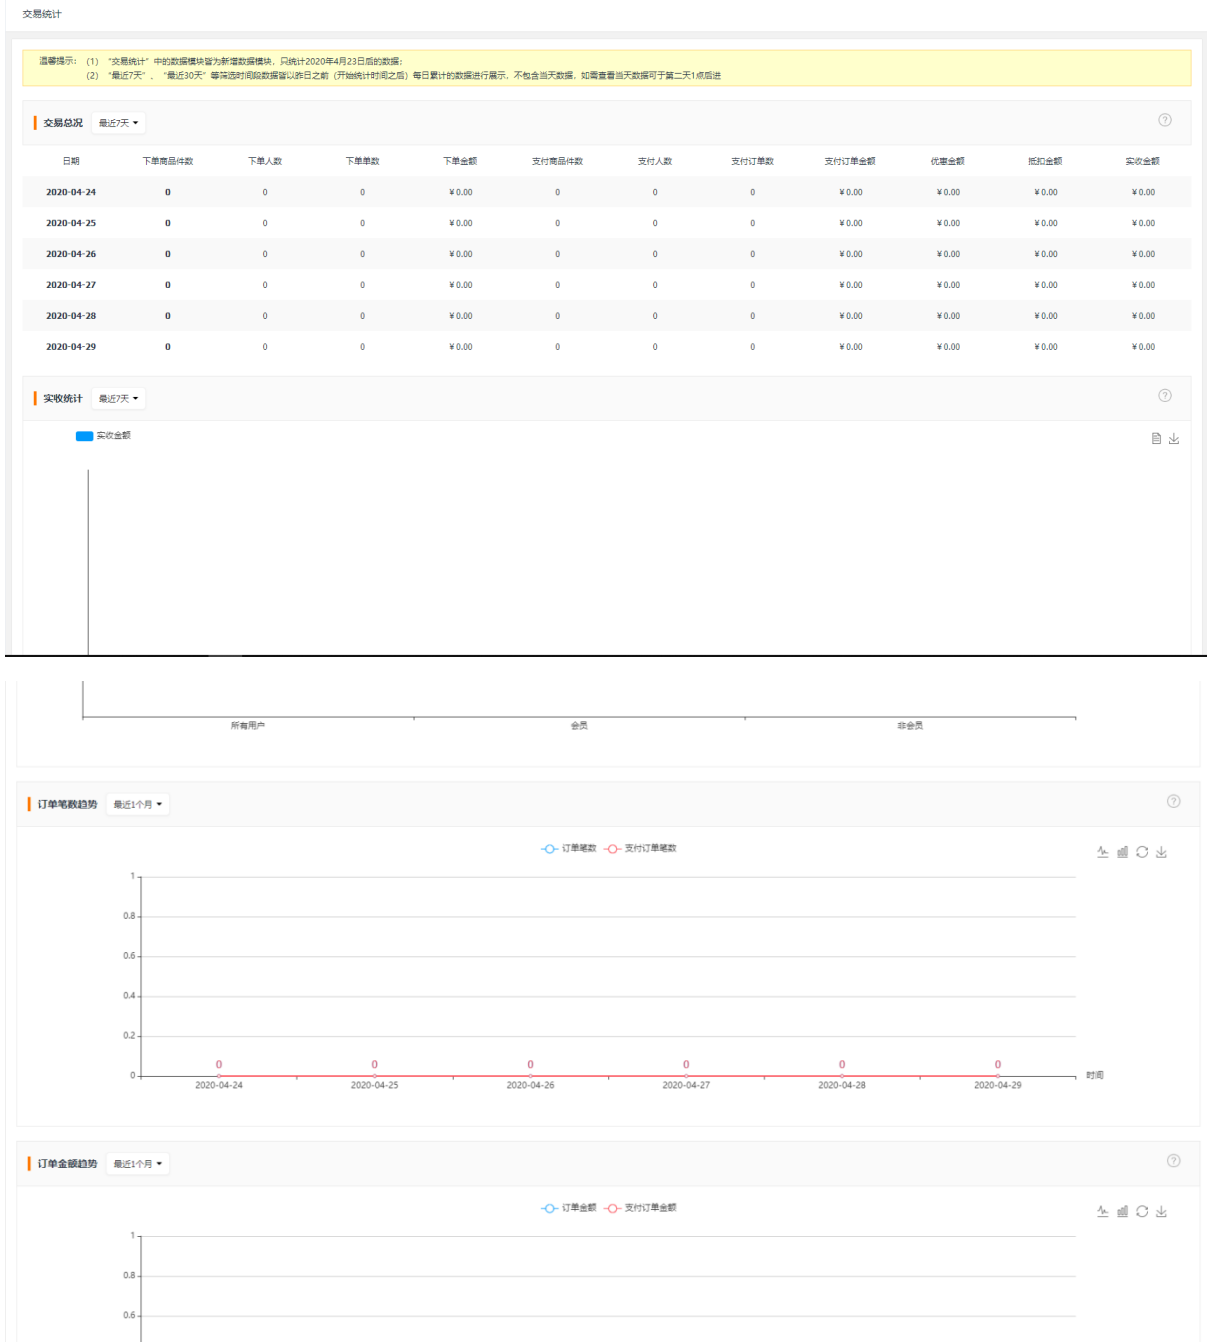 交易统计
温馨提示：（1）“交易统计”中的数据模块皆为新增数据模块，只统计2020年4月23日后的数据；
（2）“最近7天”、“最近30天”等筛选时间段数据皆以昨日之前（开始统计时间之后）每日累计的数据进行展示，不包含当天数据，如需查看当天数据可于第二天1点后进
交易总况 最近7天
日期 下单商品件数 下单人数 下单单数 下单金额 支付商品件数 支付人数 支付订单数 支付订单金额 优惠金额 抵扣金额 实收金额
2020-04-24 0 0 0 ¥ 0.00 0 0 0 ¥ 0.00 ¥ 0.00 ¥ 0.00 ¥ 0.00
2020-04-25 0 0 0 ¥ 0.00 0 0 0 ¥ 0.00 ¥ 0.00 ¥ 0.00 ¥ 0.00
2020-04-26 0 0 0 ¥ 0.00 0 0 0 ¥ 0.00 ¥ 0.00 ¥ 0.00 ¥ 0.00
2020-04-27 0 0 0 ¥ 0.00 0 0 0 ¥ 0.00 ¥ 0.00 ¥ 0.00 ¥ 0.00
2020-04-28 0 0 0 ¥ 0.00 0 0 0 ¥ 0.00 ¥ 0.00 ¥ 0.00 ¥ 0.00
2020-04-29 0 0 0 ¥ 0.00 0 0 0 ¥ 0.00 ¥ 0.00 ¥ 0.00 ¥ 0.00
实收统计 最近7天
实收金额
所有用户 会员 非会员
订单笔数趋势 最近1个月
订单笔数 支付订单笔数
1
0.8
0.6
0.4
0.2
0 0 0 0 0 0
0 时间
2020-04-24 2020-04-25 2020-04-26 2020-04-27 2020-04-28 2020-04-29
订单金额趋势 最近1个月
订单金额 支付订单金额
1
0.8
0.6